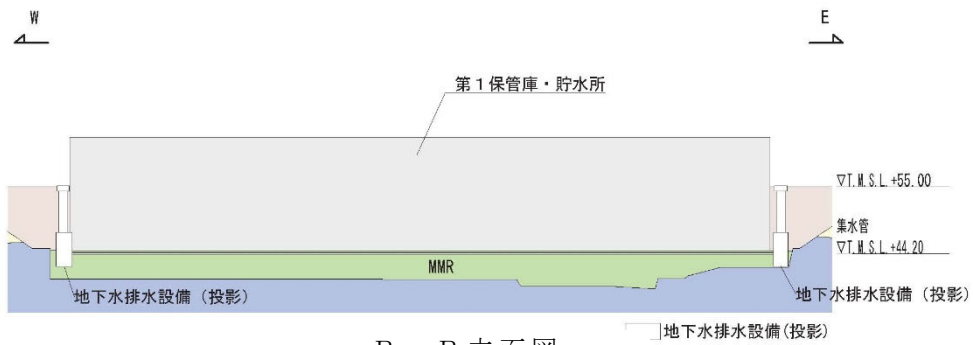 W
E
第１保管庫・貯水所
▽T.M.S.L.+55.00
集水管
▽T.M.S.L.+44.20
MMR
地下水排水設備（投影）
地下水排水設備（投影）
地下水排水設備(投影)